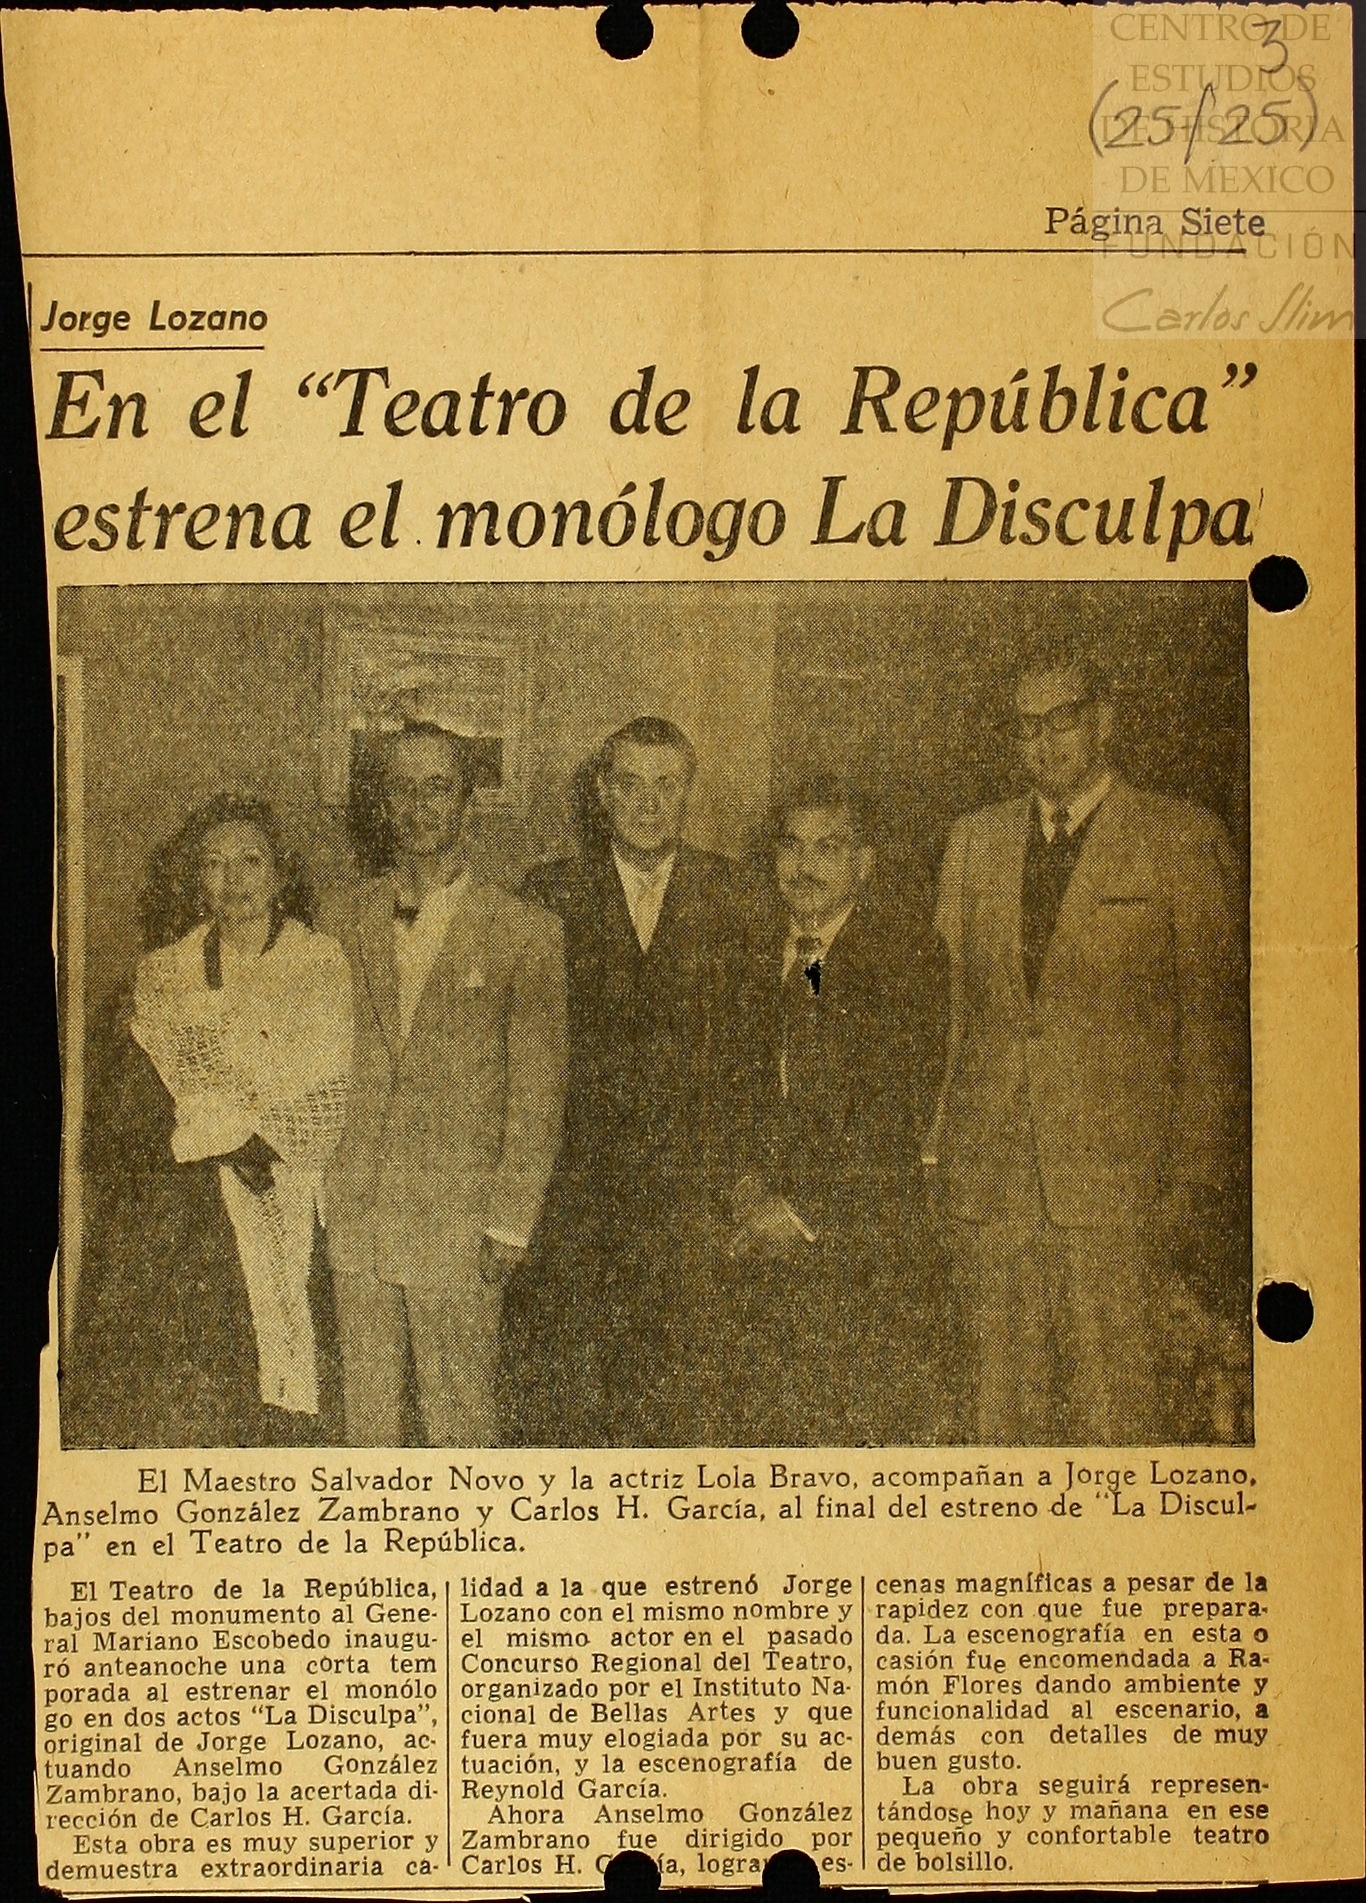 CENTRO DE
ESTUDIOS
DE HISTORIA
DE MEXICO
FUNDACIÓN
Carlos Slim
3
(25/25)
Página Siete
Jorge Lozano
En el “Teatro de la República”
estrena el monólogo La Disculpa
El Maestro Salvador Novo y la actriz Lola Bravo, acompañan a Jorge Lozano,
Anselmo González Zambrano y Carlos H. García, al final del estreno de “La Discul-
pa” en el Teatro de la República.
El Teatro de la República,
bajos del monumento al Gene-
ral Mariano Escobedo inaugu-
ró anteanoche una corta tem
porada al estrenar el monólo
go en dos actos “La Disculpa”,
original de Jorge Lozano, ac-
tuando Anselmo González
Zambrano, bajo la acertada di-
rección de Carlos H. García.
Esta obra es muy superior y
demuestra extraordinaria ca-
lidad a la que estrenó Jorge
Lozano con el mismo nombre y
el mismo actor en el pasado
Concurso Regional del Teatro,
organizado por el Instituto Na-
cional de Bellas Artes y que
fuera muy elogiada por su ac-
tuación, y la escenografía de
Reynold García.
Ahora Anselmo González
Zambrano fue dirigido por
Carlos H. es-
cenas magníficas a pesar de la
rapidez con que fue prepara-
da. La escenografía en esta o
casión fue encomendada a Ra-
món Flores dando ambiente y
funcionalidad al escenario, a
demás con detalles de muy
buen gusto.
La obra seguirá represen-
tándose hoy y mañana en ese
pequeño y confortable teatro
de bolsillo.